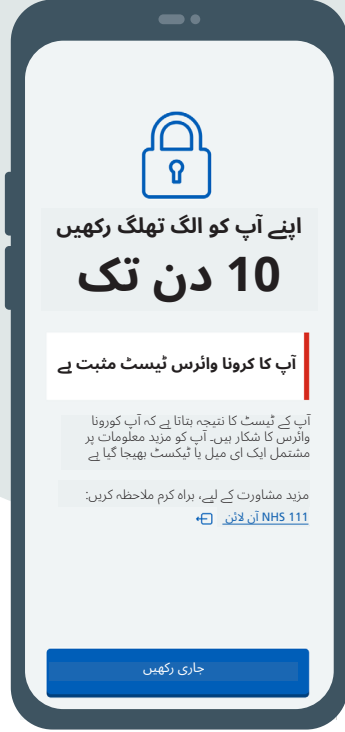 اپنے آپ کو الگ تھلگ رکھیں
10 دن تک
آپ کا کرونا وائرس ٹیسٹ مثبت ہے
آپ کے ٹیسٹ کا نتیجہ بتاتا ہے کہ آپ کورونا
وائرس کا شکار ہیں۔ آپ کو مزید معلومات پر
مشتمل ایک ای میل یا ٹیکسٹ بھیجا گیا ہے
مزید مشاورت کے لیے، براہ کرم ملاحظہ کریں:
NHS 111 آن لائن
جاری رکھیں